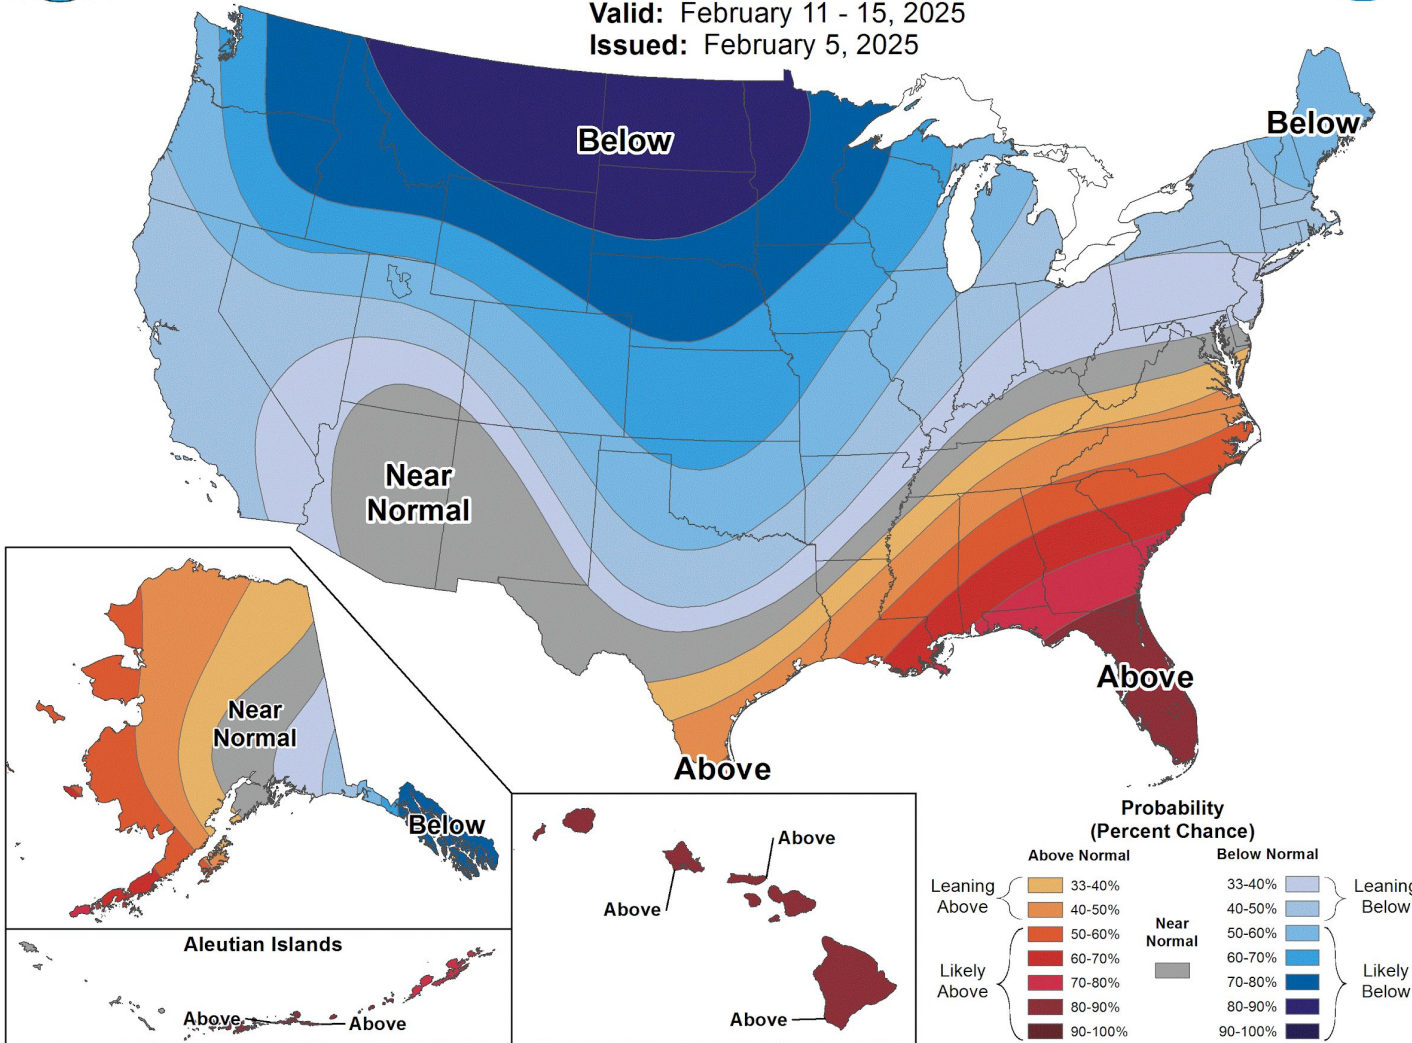 Valid: February 11 - 15, 2025
Issued: February 5, 2025
Below
Below
Near
Normal
Above
Above
Near
Normal
Below
Above
Above
Above
Aleutian Islands
Above
Above
Probability
(Percent Chance)
Above Normal
Below Normal
Leaning
Above
33-40%
40-50%
Likely
Above
50-60%
60-70%
70-80%
80-90%
90-100%
Near
Normal
33-40%
40-50%
Leaning
Below
50-60%
60-70%
70-80%
80-90%
90-100%
Likely
Below